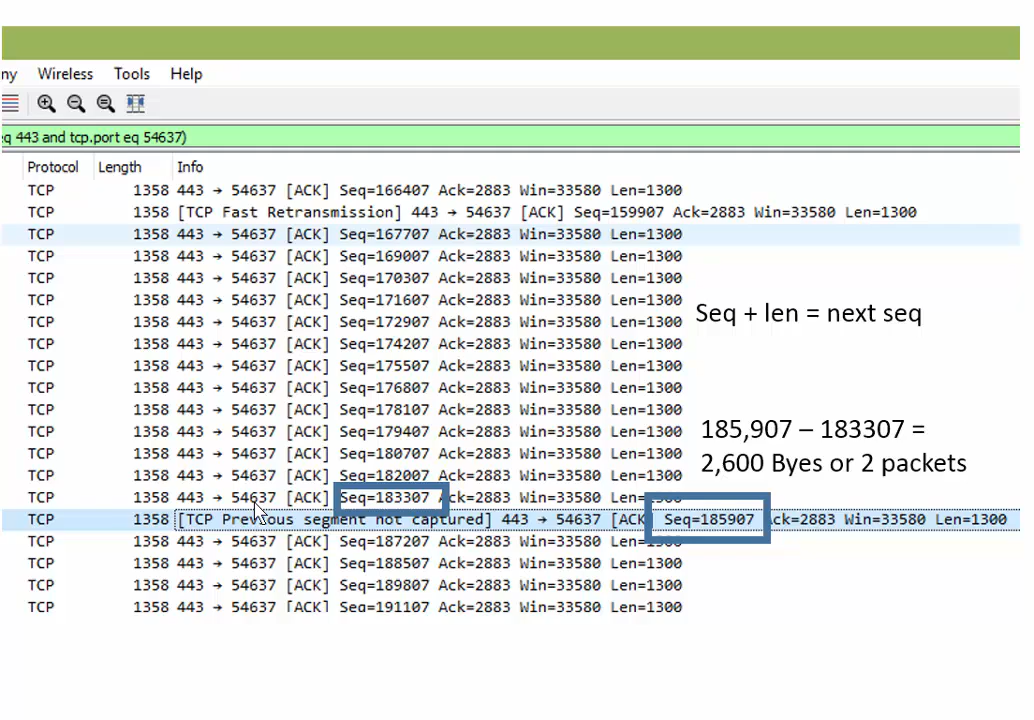 ny Wireless Tools Help
eq 443 and tcp.port eq 54637)
Protocol Length Info
TCP 1358 443 → 54637 [ACK] Seq=166407 Ack=2883 Win=33580 Len=1300
TCP 1358 [TCP Fast Retransmission] 443 → 54637 [ACK] Seq=159907 Ack=2883 Win=33580 Len=1300
TCP 1358 443 → 54637 [ACK] Seq=167707 Ack=2883 Win=33580 Len=1300
TCP 1358 443 → 54637 [ACK] Seq=169007 Ack=2883 Win=33580 Len=1300
TCP 1358 443 → 54637 [ACK] Seq=170307 Ack=2883 Win=33580 Len=1300
TCP 1358 443 → 54637 [ACK] Seq=171607 Ack=2883 Win=33580 Len=1300
Seq + len = next seq
TCP 1358 443 → 54637 [ACK] Seq=172907 Ack=2883 Win=33580 Len=1300
TCP 1358 443 → 54637 [ACK] Seq=174207 Ack=2883 Win=33580 Len=1300
TCP 1358 443 → 54637 [ACK] Seq=175507 Ack=2883 Win=33580 Len=1300
TCP 1358 443 → 54637 [ACK] Seq=176807 Ack=2883 Win=33580 Len=1300
TCP 1358 443 → 54637 [ACK] Seq=178107 Ack=2883 Win=33580 Len=1300
TCP 1358 443 → 54637 [ACK] Seq=179407 Ack=2883 Win=33580 Len=1300
185,907 – 183307 =
TCP 1358 443 → 54637 [ACK] Seq=180707 Ack=2883 Win=33580 Len=1300
2,600 Byes or 2 packets
TCP 1358 443 → 54637 [ACK] Seq=182007 Ack=2883 Win=33580 Len=1300
TCP 1358 443 → 54637 [ACK] Seq=183307 Ack=2883 Win=33580 Len=1300
TCP 1358 [TCP Previous segment not captured] 443 → 54637 [ACK] Seq=185907 Ack=2883 Win=33580 Len=1300
TCP 1358 443 → 54637 [ACK] Seq=187207 Ack=2883 Win=33580 Len=1300
TCP 1358 443 → 54637 [ACK] Seq=188507 Ack=2883 Win=33580 Len=1300
TCP 1358 443 → 54637 [ACK] Seq=189807 Ack=2883 Win=33580 Len=1300
TCP 1358 443 → 54637 [ACK] Seq=191107 Ack=2883 Win=33580 Len=1300